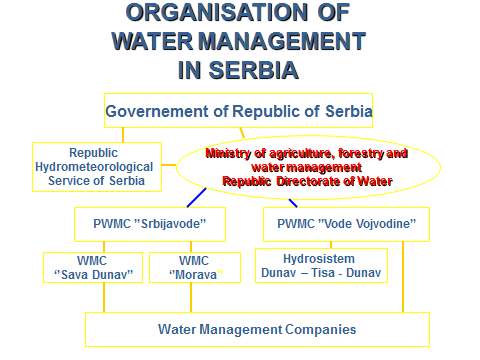 ORGANISATION OF
WATER MANAGEMENT
IN SERBIA
Governement of Republic of Serbia
Republic
Hydrometeorological
Service of Serbia
Ministry of agriculture, forestry and
water management
Republic Directorate of Water
PWMC ”Srbijavode”
PWMC ”Vode Vojvodine”
WMC
‘’Sava Dunav”
WMC
‘’Morava”
Hydrosistem
Dunav – Tisa - Dunav
Water Management Companies